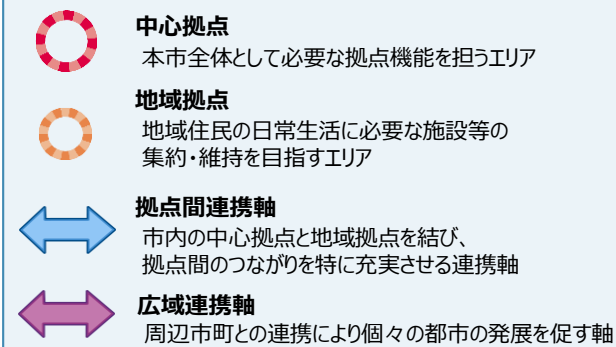 中心拠点
本市全体として必要な拠点機能を担うエリア
地域拠点
地域住民の日常生活に必要な施設等の
集約・維持を目指すエリア
拠点間連携軸
市内の中心拠点と地域拠点を結び、
拠点間のつながりを特に充実させる連携軸
広域連携軸
周辺市町との連携により個々の都市の発展を促す軸